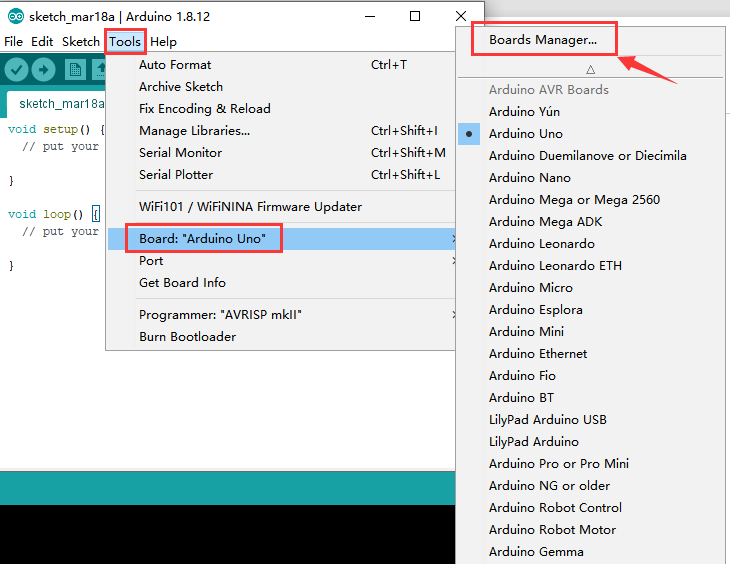 sketch_mar18a | Arduino 1.8.12
File Edit Sketch Tools Help
sketch_mar18a
void setup() {
// put your
}
void loop() {
// put your
}
Auto Format Ctrl+T
Archive Sketch
Fix Encoding & Reload
Manage Libraries... Ctrl+Shift+I
Serial Monitor Ctrl+Shift+M
Serial Plotter Ctrl+Shift+L
WiFi101 / WiFiNINA Firmware Updater
Board: "Arduino Uno"
Port
Get Board Info
Programmer: "AVRISP mkII"
Burn Bootloader
Boards Manager...
Arduino AVR Boards
Arduino Yún
Arduino Uno
Arduino Duemilanove or Diecimila
Arduino Nano
Arduino Mega or Mega 2560
Arduino Mega ADK
Arduino Leonardo
Arduino Leonardo ETH
Arduino Micro
Arduino Esplora
Arduino Mini
Arduino Ethernet
Arduino Fio
Arduino BT
LilyPad Arduino USB
LilyPad Arduino
Arduino Pro or Pro Mini
Arduino NG or older
Arduino Robot Control
Arduino Robot Motor
Arduino Gemma